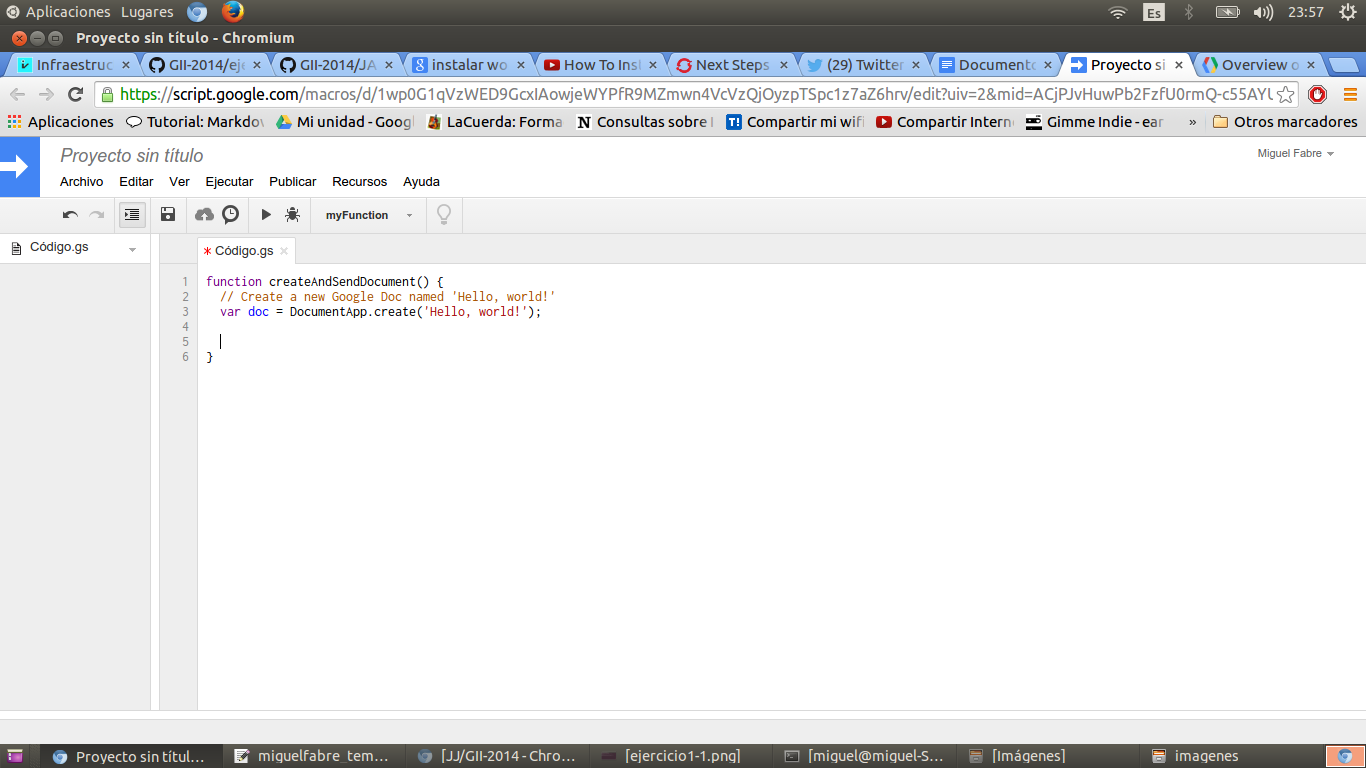 Aplicaciones Lugares Es 23:57
Proyecto sin título - Chromium
Infraestruc GII-2014/eje GII-2014/JA instalar wo How To Inst Next Steps (29) Twitter Documento Proyecto si Overview o
https://script.google.com/macros/d/1wp0G1qVzWED9GcxIAowjeWYPfR9MZmwn4VcVzQjOyzpTSpc1z7aZ6hrv/edit?uiv=2&mid=ACjPJvHuwPb2FzfU0rmQ-c55AYU
Aplicaciones Tutorial: Markdov Mi unidad - Googl LaCuerda: Forma Consultas sobre Compartir mi wifi Compartir Intern Gimme Indie - ear » Otros marcadores
Proyecto sin título Miguel Fabre
Archivo Editar Ver Ejecutar Publicar Recursos Ayuda
myFunction
Código.gs * Código.gs
1 function createAndSendDocument() {
2 // Create a new Google Doc named 'Hello, world!'
3 var doc = DocumentApp.create('Hello, world!');
4
5
6 }
Proyecto sin títul... miguelfabre_tem... [JJ/GII-2014 - Chro... [ejercicio1-1.png] [miguel@miguel-S... [Imágenes] imagenes